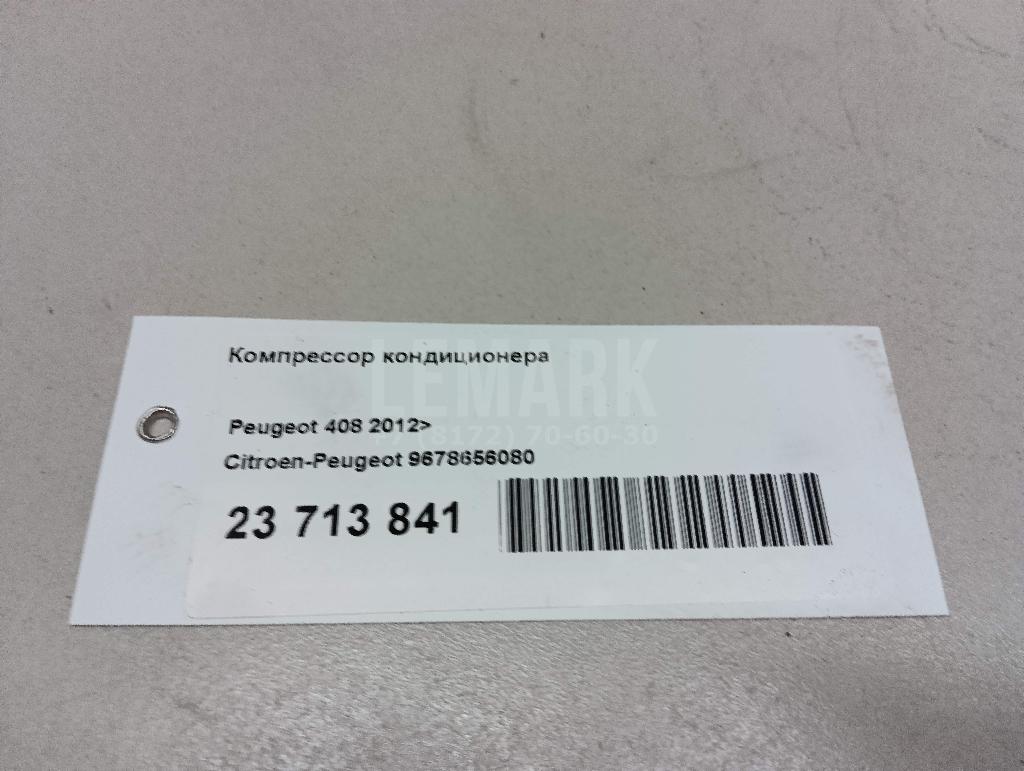 Компрессор кондиционера
LEMARK
Peugeot 408 2012>
+7 (8172) 70-60-30
Citroen-Peugeot 9678656080
23 713 841